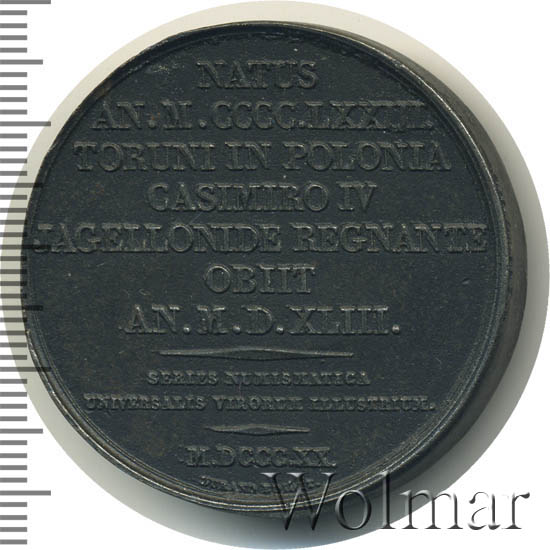 NATUS
AN. M. CCCC. LXXIII.
TORUNI IN POLONIA
CASIMIRO IV
JAGELLONIDE REGNANTE
OBIIT
AN. M. D. XLIII.
SERIES NUMISMATICA
UNIVERSALIS VIRORUM ILLUSTRIUM.
M.DCCC.XX.
DURAND
Wolmar